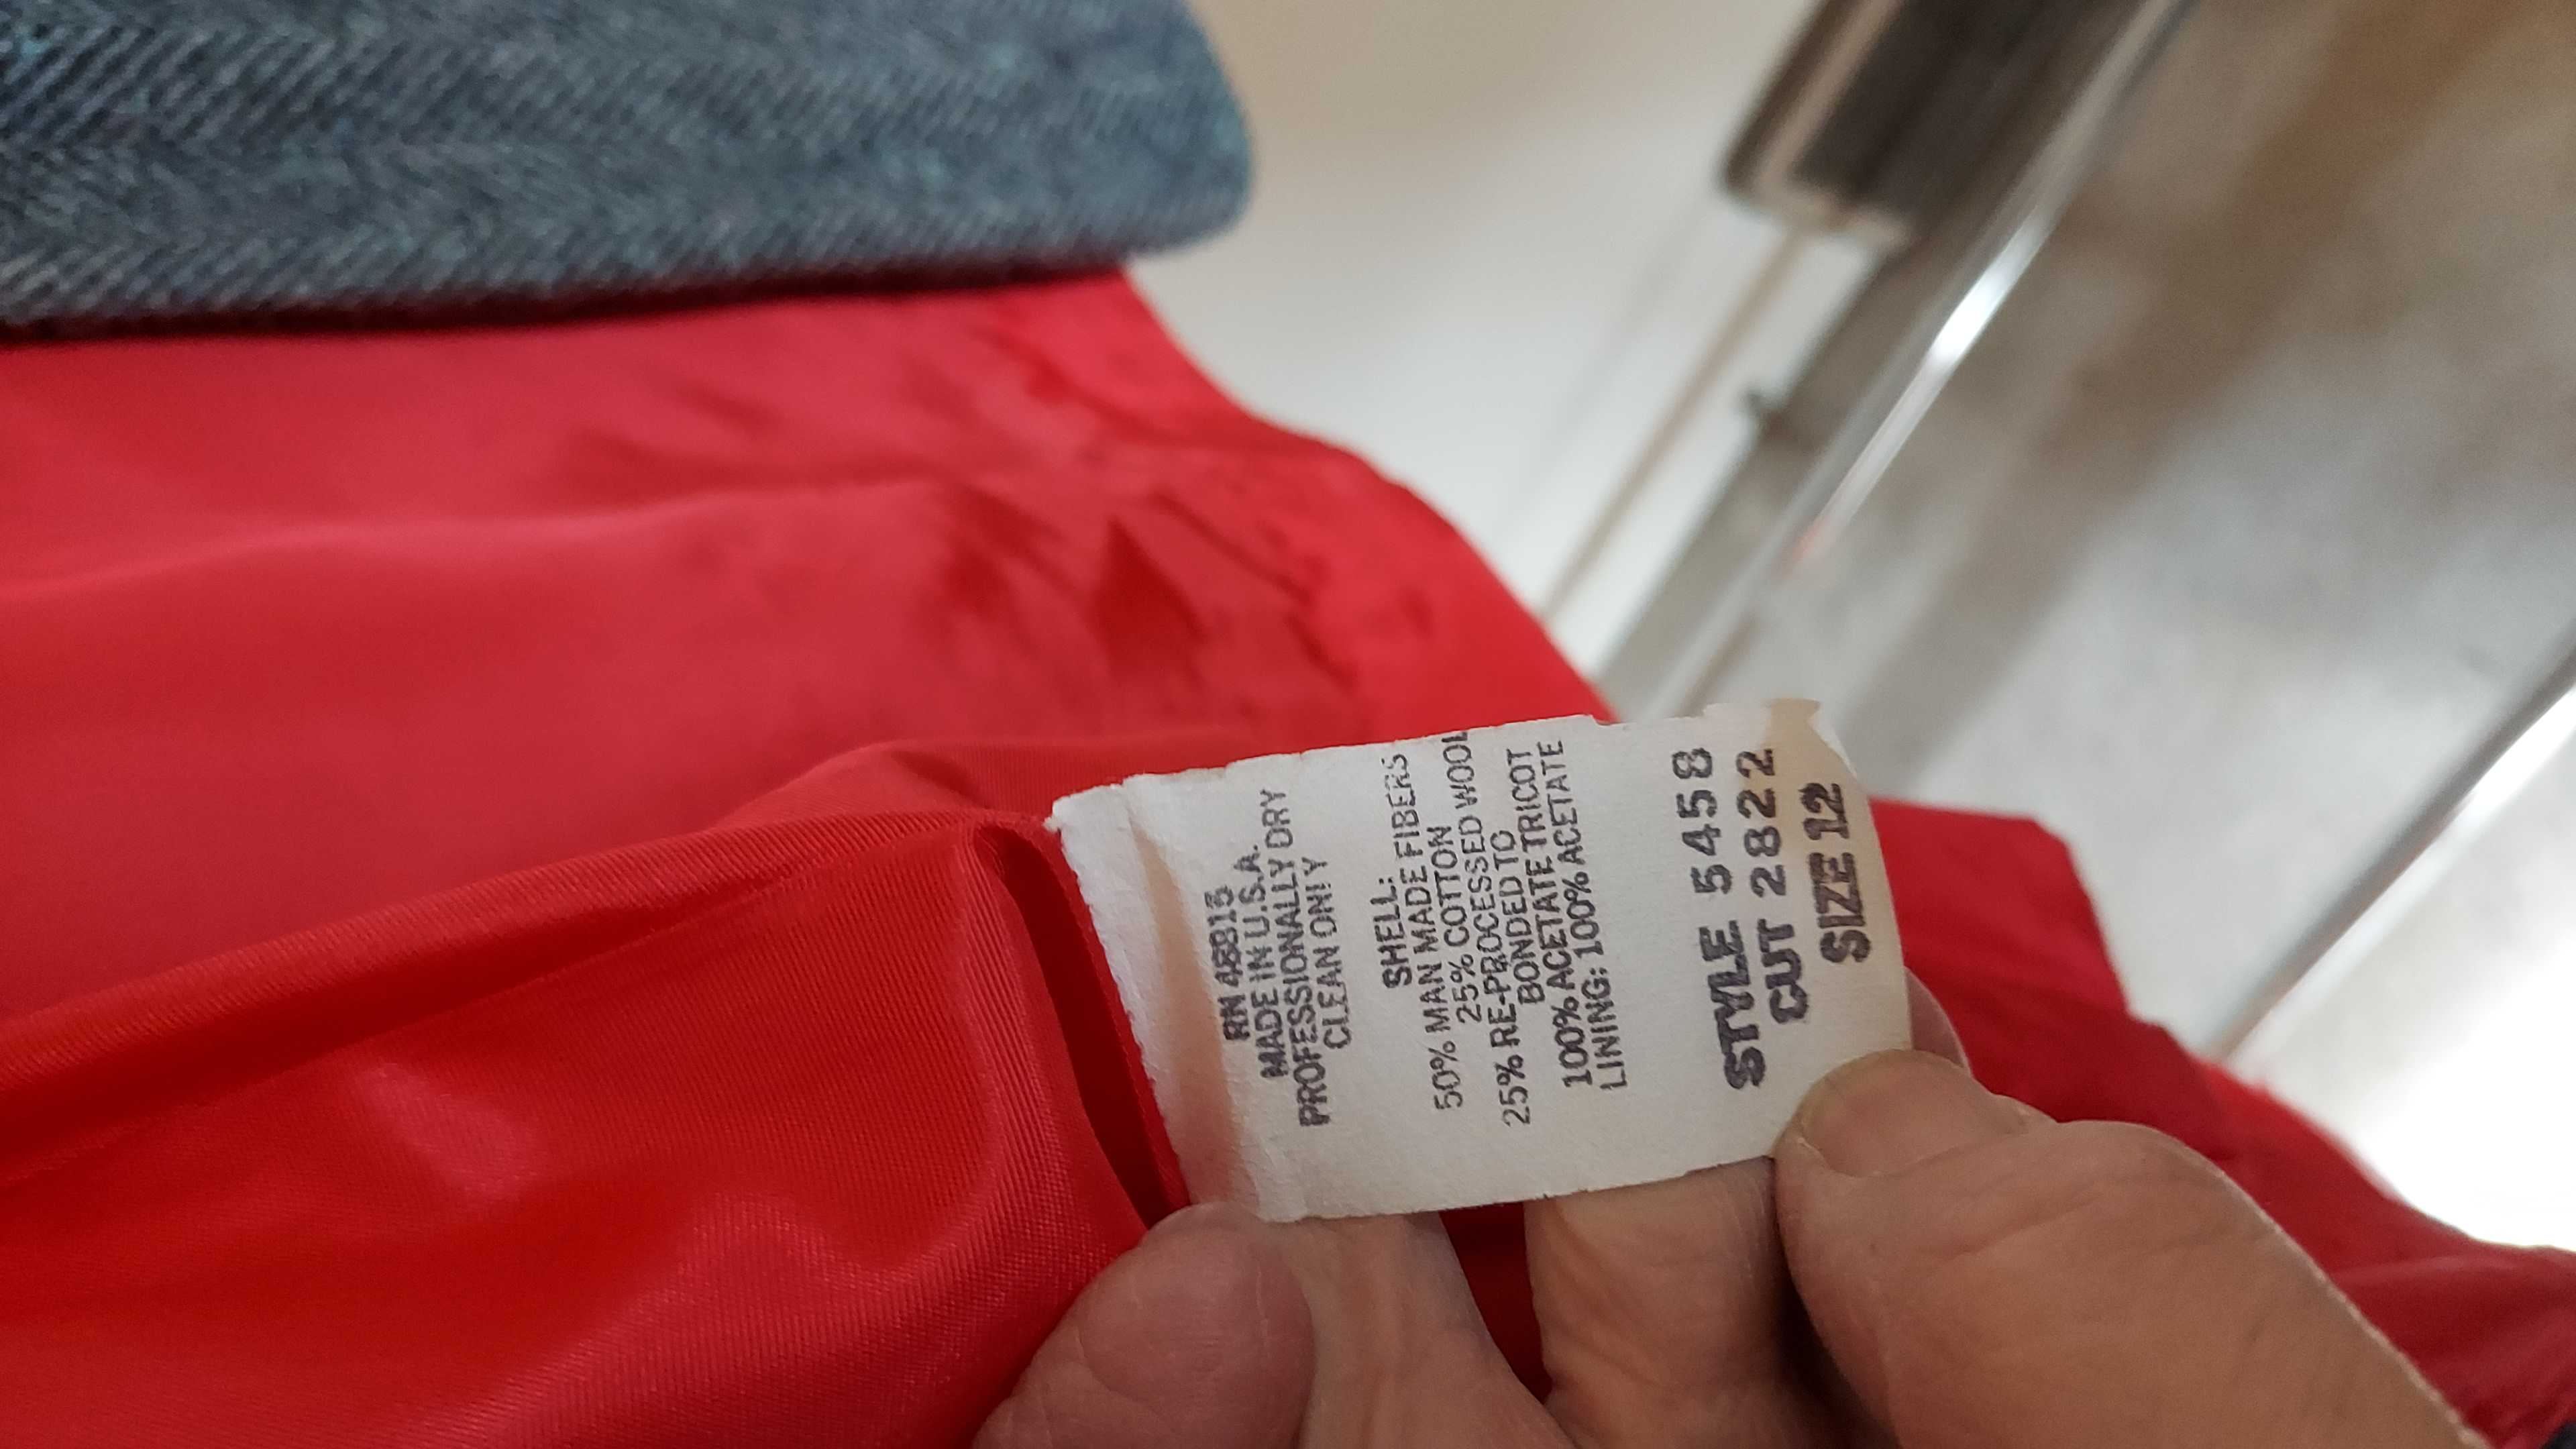 RN 48813
MADE IN U.S.A.
PROFESSIONALLY DRY
CLEAN ONLY
SHELL:
50% MAN MADE FIBERS
25% COTTON
25% RE-PROCESSED WOOL
BONDED TO
100% ACETATE TRICOT
LINING: 100% ACETATE
STYLE 5458
CUT 2822
SIZE 12